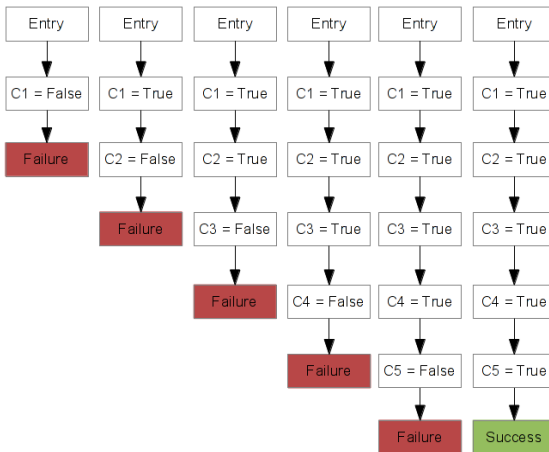 Entry Entry Entry Entry Entry Entry
C1 = False C1 = True C1 = True C1 = True C1 = True C1 = True
Failure C2 = False C2 = True C2 = True C2 = True C2 = True
Failure C3 = False C3 = True C3 = True C3 = True
Failure C4 = False C4 = True C4 = True
Failure C5 = False C5 = True
Failure Success